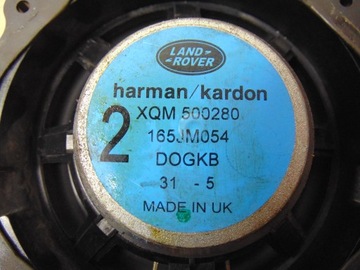 LAND-
ROVER
harman/kardon
2
XQM 500280
165JM054
DOGKB
31 - 5
MADE IN UK